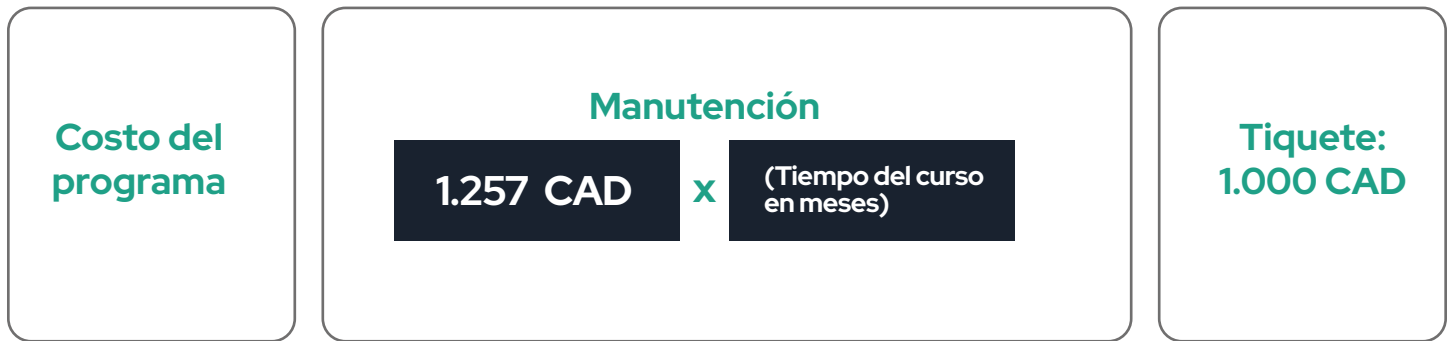 Costo del
programa
Manutención
1.257 CAD
x
(Tiempo del curso
en meses)
Tiquete:
1.000 CAD